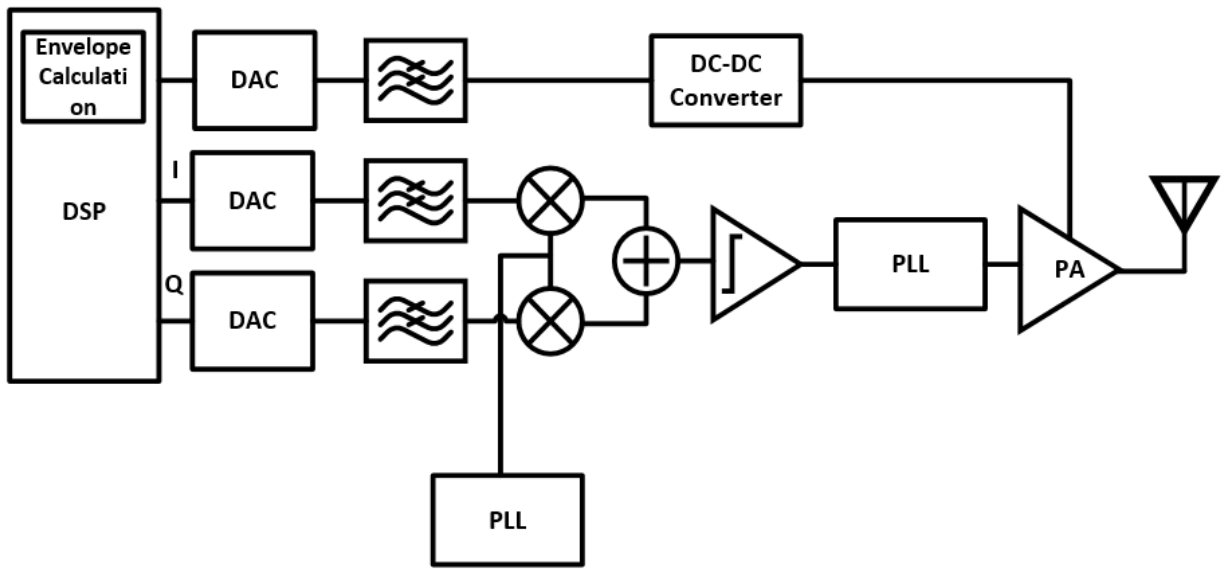 Envelope
Calculati
on
DAC
DC-DC
Converter
I
DAC
DSP
Q
DAC
PLL
PA
PLL